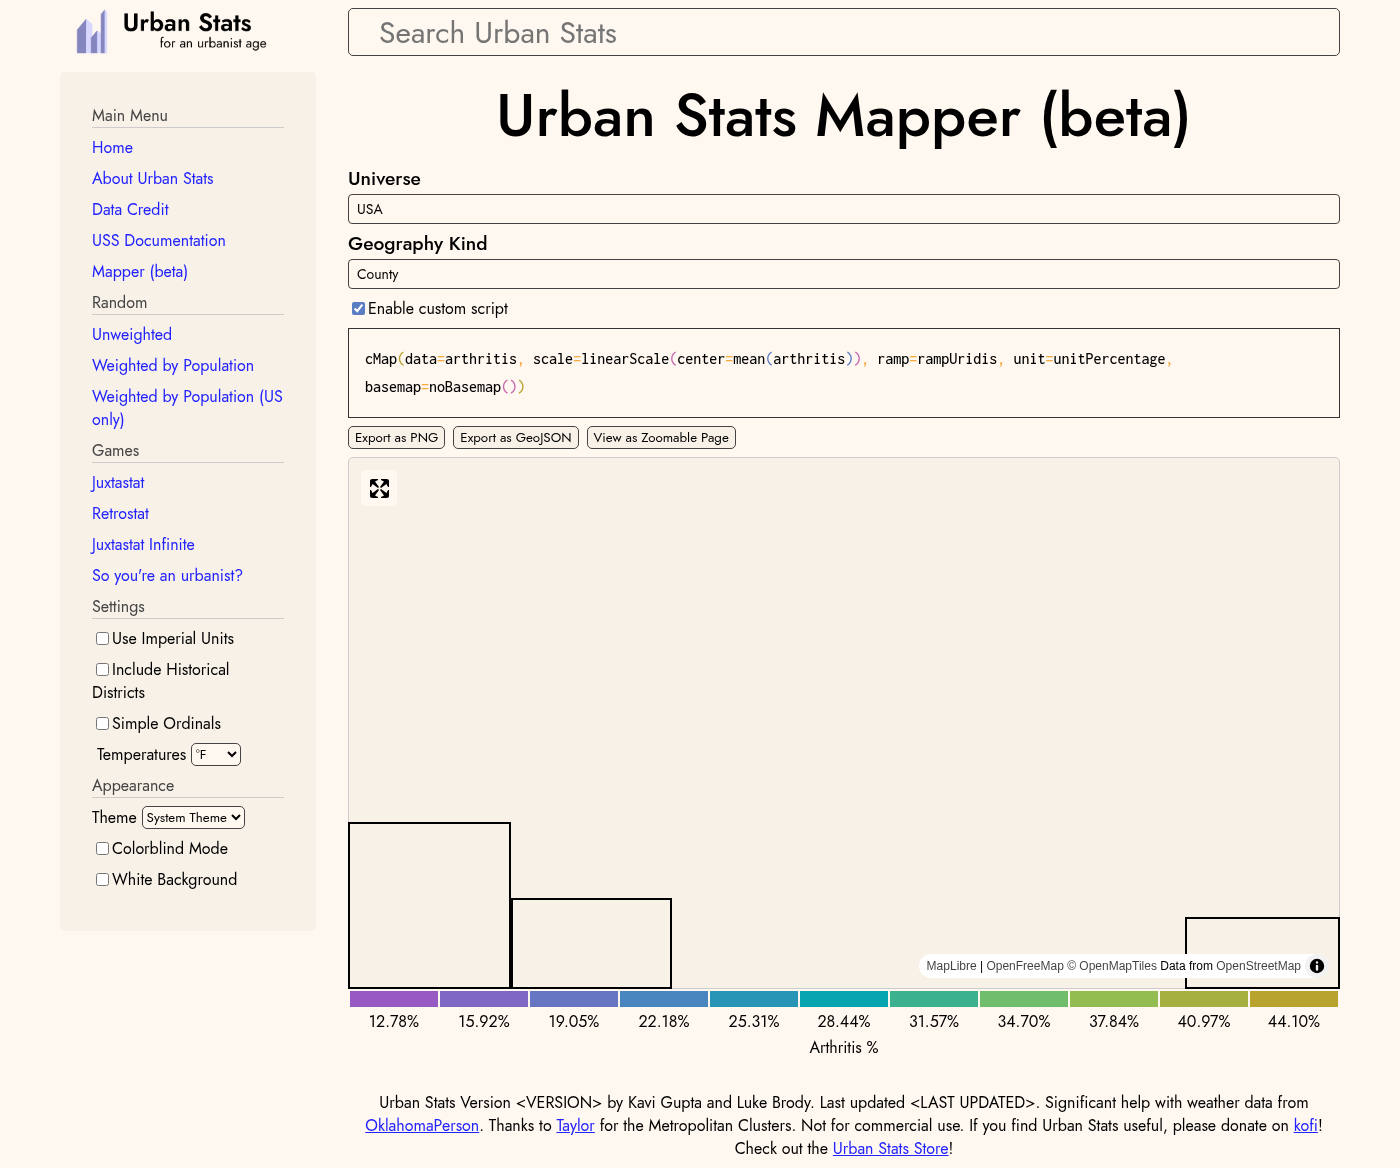 Urban Stats
for an urbanist age
Search Urban Stats
Main Menu
Home
About Urban Stats
Data Credit
USS Documentation
Mapper (beta)
Random
Unweighted
Weighted by Population
Weighted by Population (US
only)
Games
Juxtastat
Retrostat
Juxtastat Infinite
So you're an urbanist?
Settings
Use Imperial Units
Include Historical
Districts
Simple Ordinals
Temperatures °F
Appearance
Theme System Theme
Colorblind Mode
White Background
Urban Stats Mapper (beta)
Universe
USA
Geography Kind
County
Enable custom script
cMap(data=arthritis, scale=linearScale(center=mean(arthritis)), ramp=rampUridis, unit=unitPercentage,
basemap=noBasemap())
Export as PNG Export as GeoJSON View as Zoomable Page
MapLibre | OpenFreeMap © OpenMapTiles Data from OpenStreetMap
12.78% 15.92% 19.05% 22.18% 25.31% 28.44% 31.57% 34.70% 37.84% 40.97% 44.10%
Arthritis %
Urban Stats Version <VERSION> by Kavi Gupta and Luke Brody. Last updated <LAST UPDATED>. Significant help with weather data from
OklahomaPerson. Thanks to Taylor for the Metropolitan Clusters. Not for commercial use. If you find Urban Stats useful, please donate on kofi!
Check out the Urban Stats Store!